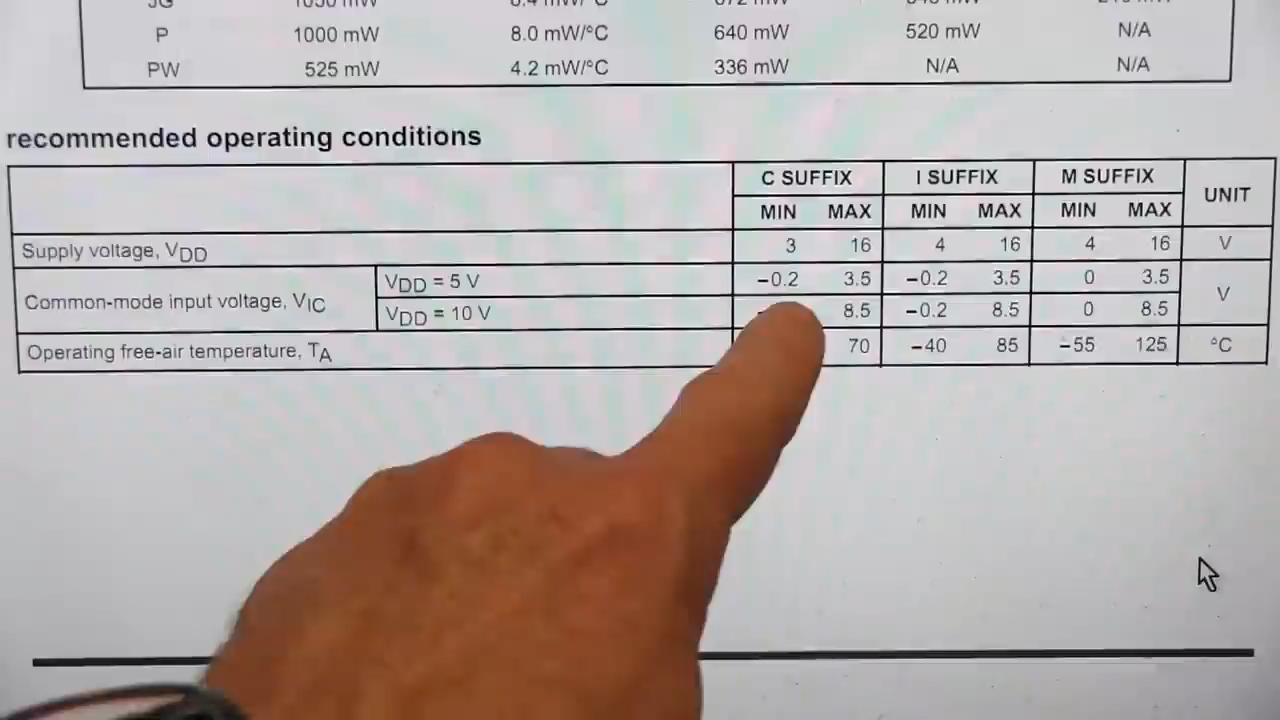 P 1000 mW 8.0 mW/°C 640 mW 520 mW N/A
PW 525 mW 4.2 mW/°C 336 mW N/A N/A
recommended operating conditions
C SUFFIX I SUFFIX M SUFFIX UNIT
MIN MAX MIN MAX MIN MAX
Supply voltage, VDD 3 16 4 16 4 16 V
Common-mode input voltage, VIC VDD = 5 V −0.2 3.5 −0.2 3.5 0 3.5 V
VDD = 10 V 8.5 −0.2 8.5 0 8.5
Operating free-air temperature, TA 70 −40 85 −55 125 °C